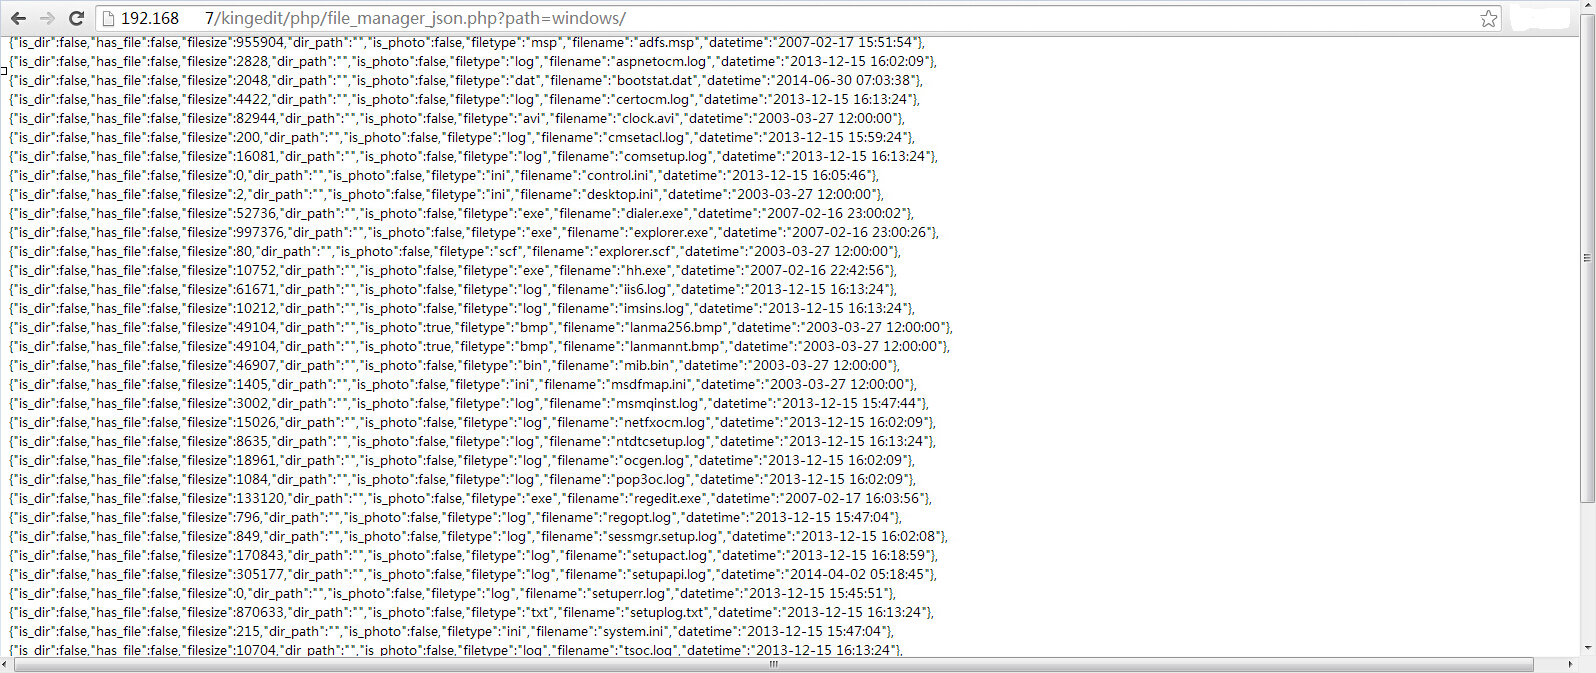 192.168 7/kingedit/php/file_manager_json.php?path=windows/
{"is_dir":false,"has_file":false,"filesize":955904,"dir_path":"","is_photo":false,"filetype":"msp","filename":"adfs.msp","datetime":"2007-02-17 15:51:54"},
{"is_dir":false,"has_file":false,"filesize":2828,"dir_path":"","is_photo":false,"filetype":"log","filename":"aspnetocm.log","datetime":"2013-12-15 16:02:09"},
{"is_dir":false,"has_file":false,"filesize":2048,"dir_path":"","is_photo":false,"filetype":"dat","filename":"bootstat.dat","datetime":"2014-06-30 07:03:38"},
{"is_dir":false,"has_file":false,"filesize":4422,"dir_path":"","is_photo":false,"filetype":"log","filename":"certocm.log","datetime":"2013-12-15 16:13:24"},
{"is_dir":false,"has_file":false,"filesize":82944,"dir_path":"","is_photo":false,"filetype":"avi","filename":"clock.avi","datetime":"2003-03-27 12:00:00"},
{"is_dir":false,"has_file":false,"filesize":200,"dir_path":"","is_photo":false,"filetype":"log","filename":"cmsetacl.log","datetime":"2013-12-15 15:59:24"},
{"is_dir":false,"has_file":false,"filesize":16081,"dir_path":"","is_photo":false,"filetype":"log","filename":"comsetup.log","datetime":"2013-12-15 16:13:24"},
{"is_dir":false,"has_file":false,"filesize":0,"dir_path":"","is_photo":false,"filetype":"ini","filename":"control.ini","datetime":"2013-12-15 16:05:46"},
{"is_dir":false,"has_file":false,"filesize":2,"dir_path":"","is_photo":false,"filetype":"ini","filename":"desktop.ini","datetime":"2003-03-27 12:00:00"},
{"is_dir":false,"has_file":false,"filesize":52736,"dir_path":"","is_photo":false,"filetype":"exe","filename":"dialer.exe","datetime":"2007-02-16 23:00:02"},
{"is_dir":false,"has_file":false,"filesize":997376,"dir_path":"","is_photo":false,"filetype":"exe","filename":"explorer.exe","datetime":"2007-02-16 23:00:26"},
{"is_dir":false,"has_file":false,"filesize":80,"dir_path":"","is_photo":false,"filetype":"scf","filename":"explorer.scf","datetime":"2003-03-27 12:00:00"},
{"is_dir":false,"has_file":false,"filesize":10752,"dir_path":"","is_photo":false,"filetype":"exe","filename":"hh.exe","datetime":"2007-02-16 22:42:56"},
{"is_dir":false,"has_file":false,"filesize":61671,"dir_path":"","is_photo":false,"filetype":"log","filename":"iis6.log","datetime":"2013-12-15 16:13:24"},
{"is_dir":false,"has_file":false,"filesize":10212,"dir_path":"","is_photo":false,"filetype":"log","filename":"imsins.log","datetime":"2013-12-15 16:13:24"},
{"is_dir":false,"has_file":false,"filesize":49104,"dir_path":"","is_photo":true,"filetype":"bmp","filename":"lanma256.bmp","datetime":"2003-03-27 12:00:00"},
{"is_dir":false,"has_file":false,"filesize":49104,"dir_path":"","is_photo":true,"filetype":"bmp","filename":"lanmannt.bmp","datetime":"2003-03-27 12:00:00"},
{"is_dir":false,"has_file":false,"filesize":46907,"dir_path":"","is_photo":false,"filetype":"bin","filename":"mib.bin","datetime":"2003-03-27 12:00:00"},
{"is_dir":false,"has_file":false,"filesize":1405,"dir_path":"","is_photo":false,"filetype":"ini","filename":"msdfmap.ini","datetime":"2003-03-27 12:00:00"},
{"is_dir":false,"has_file":false,"filesize":3002,"dir_path":"","is_photo":false,"filetype":"log","filename":"msmqinst.log","datetime":"2013-12-15 15:47:44"},
{"is_dir":false,"has_file":false,"filesize":15026,"dir_path":"","is_photo":false,"filetype":"log","filename":"netfxocm.log","datetime":"2013-12-15 16:02:09"},
{"is_dir":false,"has_file":false,"filesize":8635,"dir_path":"","is_photo":false,"filetype":"log","filename":"ntdtcsetup.log","datetime":"2013-12-15 16:13:24"},
{"is_dir":false,"has_file":false,"filesize":18961,"dir_path":"","is_photo":false,"filetype":"log","filename":"ocgen.log","datetime":"2013-12-15 16:02:09"},
{"is_dir":false,"has_file":false,"filesize":1084,"dir_path":"","is_photo":false,"filetype":"log","filename":"pop3oc.log","datetime":"2013-12-15 16:02:09"},
{"is_dir":false,"has_file":false,"filesize":133120,"dir_path":"","is_photo":false,"filetype":"exe","filename":"regedit.exe","datetime":"2007-02-17 16:03:56"},
{"is_dir":false,"has_file":false,"filesize":796,"dir_path":"","is_photo":false,"filetype":"log","filename":"regopt.log","datetime":"2013-12-15 15:47:04"},
{"is_dir":false,"has_file":false,"filesize":849,"dir_path":"","is_photo":false,"filetype":"log","filename":"sessmgr.setup.log","datetime":"2013-12-15 16:02:08"},
{"is_dir":false,"has_file":false,"filesize":170843,"dir_path":"","is_photo":false,"filetype":"log","filename":"setupact.log","datetime":"2013-12-15 16:18:59"},
{"is_dir":false,"has_file":false,"filesize":305177,"dir_path":"","is_photo":false,"filetype":"log","filename":"setupapi.log","datetime":"2014-04-02 05:18:45"},
{"is_dir":false,"has_file":false,"filesize":0,"dir_path":"","is_photo":false,"filetype":"log","filename":"setuperr.log","datetime":"2013-12-15 15:45:51"},
{"is_dir":false,"has_file":false,"filesize":870633,"dir_path":"","is_photo":false,"filetype":"txt","filename":"setuplog.txt","datetime":"2013-12-15 16:13:24"},
{"is_dir":false,"has_file":false,"filesize":215,"dir_path":"","is_photo":false,"filetype":"ini","filename":"system.ini","datetime":"2013-12-15 15:47:04"},
{"is_dir":false,"has_file":false,"filesize":10704,"dir_path":"","is_photo":false,"filetype":"log","filename":"tsoc.log","datetime":"2013-12-15 16:13:24"},